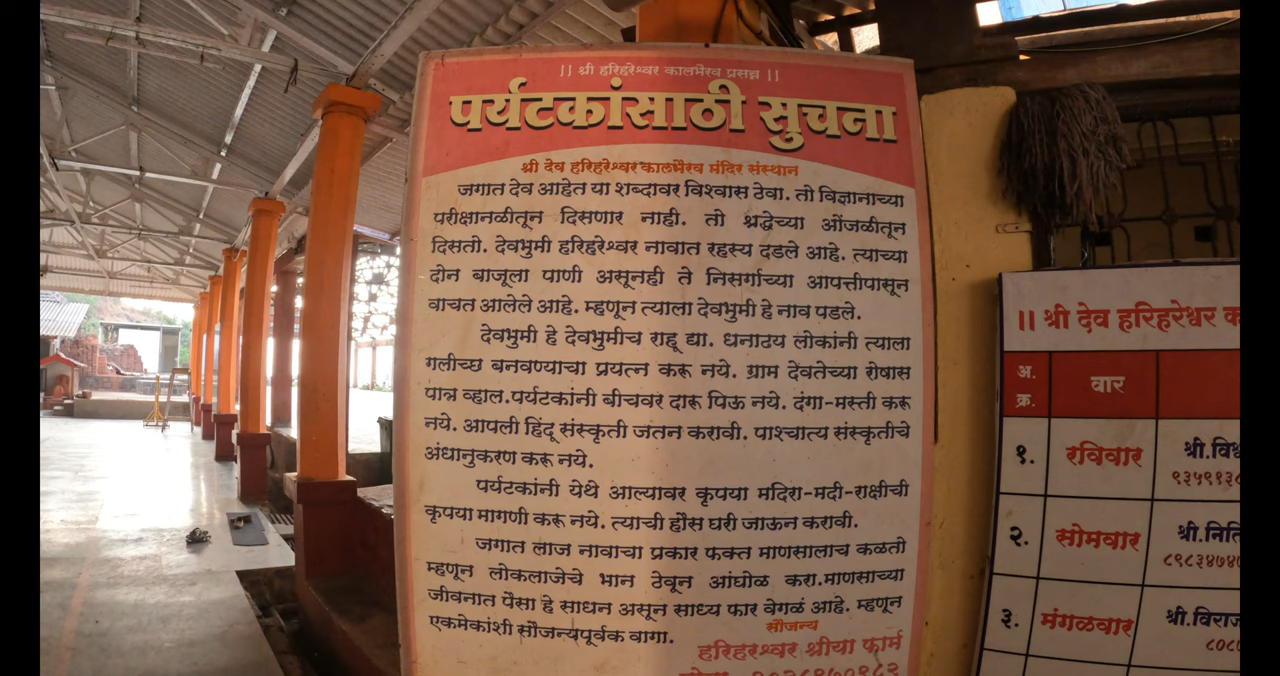 || श्री हरिहरेश्वर कालभैरव प्रसन्न ||
पर्यटकांसाठी सुचना
श्री देव हरिहरेश्वर कालभैरव मंदिर संस्थान
जगात देव आहेत या शब्दावर विश्वास ठेवा. तो विज्ञानाच्या
परीक्षानळीतून दिसणार नाही. तो श्रद्धेच्या ओंजळीतून
दिसतो. देवभुमी हरिहरेश्वर नावात रहस्य दडले आहे. त्याच्या
दोन बाजूला पाणी असूनही ते निसर्गाच्या आपत्तीपासून
वाचत आलेले आहे. म्हणून त्याला देवभुमी हे नाव पडले.
देवभुमी हे देवभुमीच राहू द्या. धनाढय लोकांनी त्याला
गलीच्छ बनवण्याचा प्रयत्न करू नये. ग्राम देंवतेच्या रोषास
पात्र व्हाल.पर्यटकांनी बीचवर दारू पिऊ नये. दंगा-मस्ती करू
नये. आपली हिंदू संस्कृती जतन करावी. पाश्चात्य संस्कृतीचे
अंधानुकरण करू नये.
पर्यटकांनी येथे आल्यावर कृपया मदिरा-मदी-राक्षीची
कृपया मागणी करू नये. त्याची हौस घरी जाऊन करावी.
जगात लाज नावाचा प्रकार फक्त माणसालाच कळतो
म्हणून लोकलाजेचे भान ठेवून आंघोळ करा.माणसाच्या
जीवनात पैसा हे साधन असून साध्य फार वेगळं आहे. म्हणून
एकमेकांशी सौजन्यपूर्वक वागा.
सौजन्य
हरिहरेश्वर श्रीया फार्म
|| श्री देव हरिहरेश्वर
अ. क्र. वार
१. रविवार श्री.
२. सोमवार श्री.
३. मंगळवार श्री.